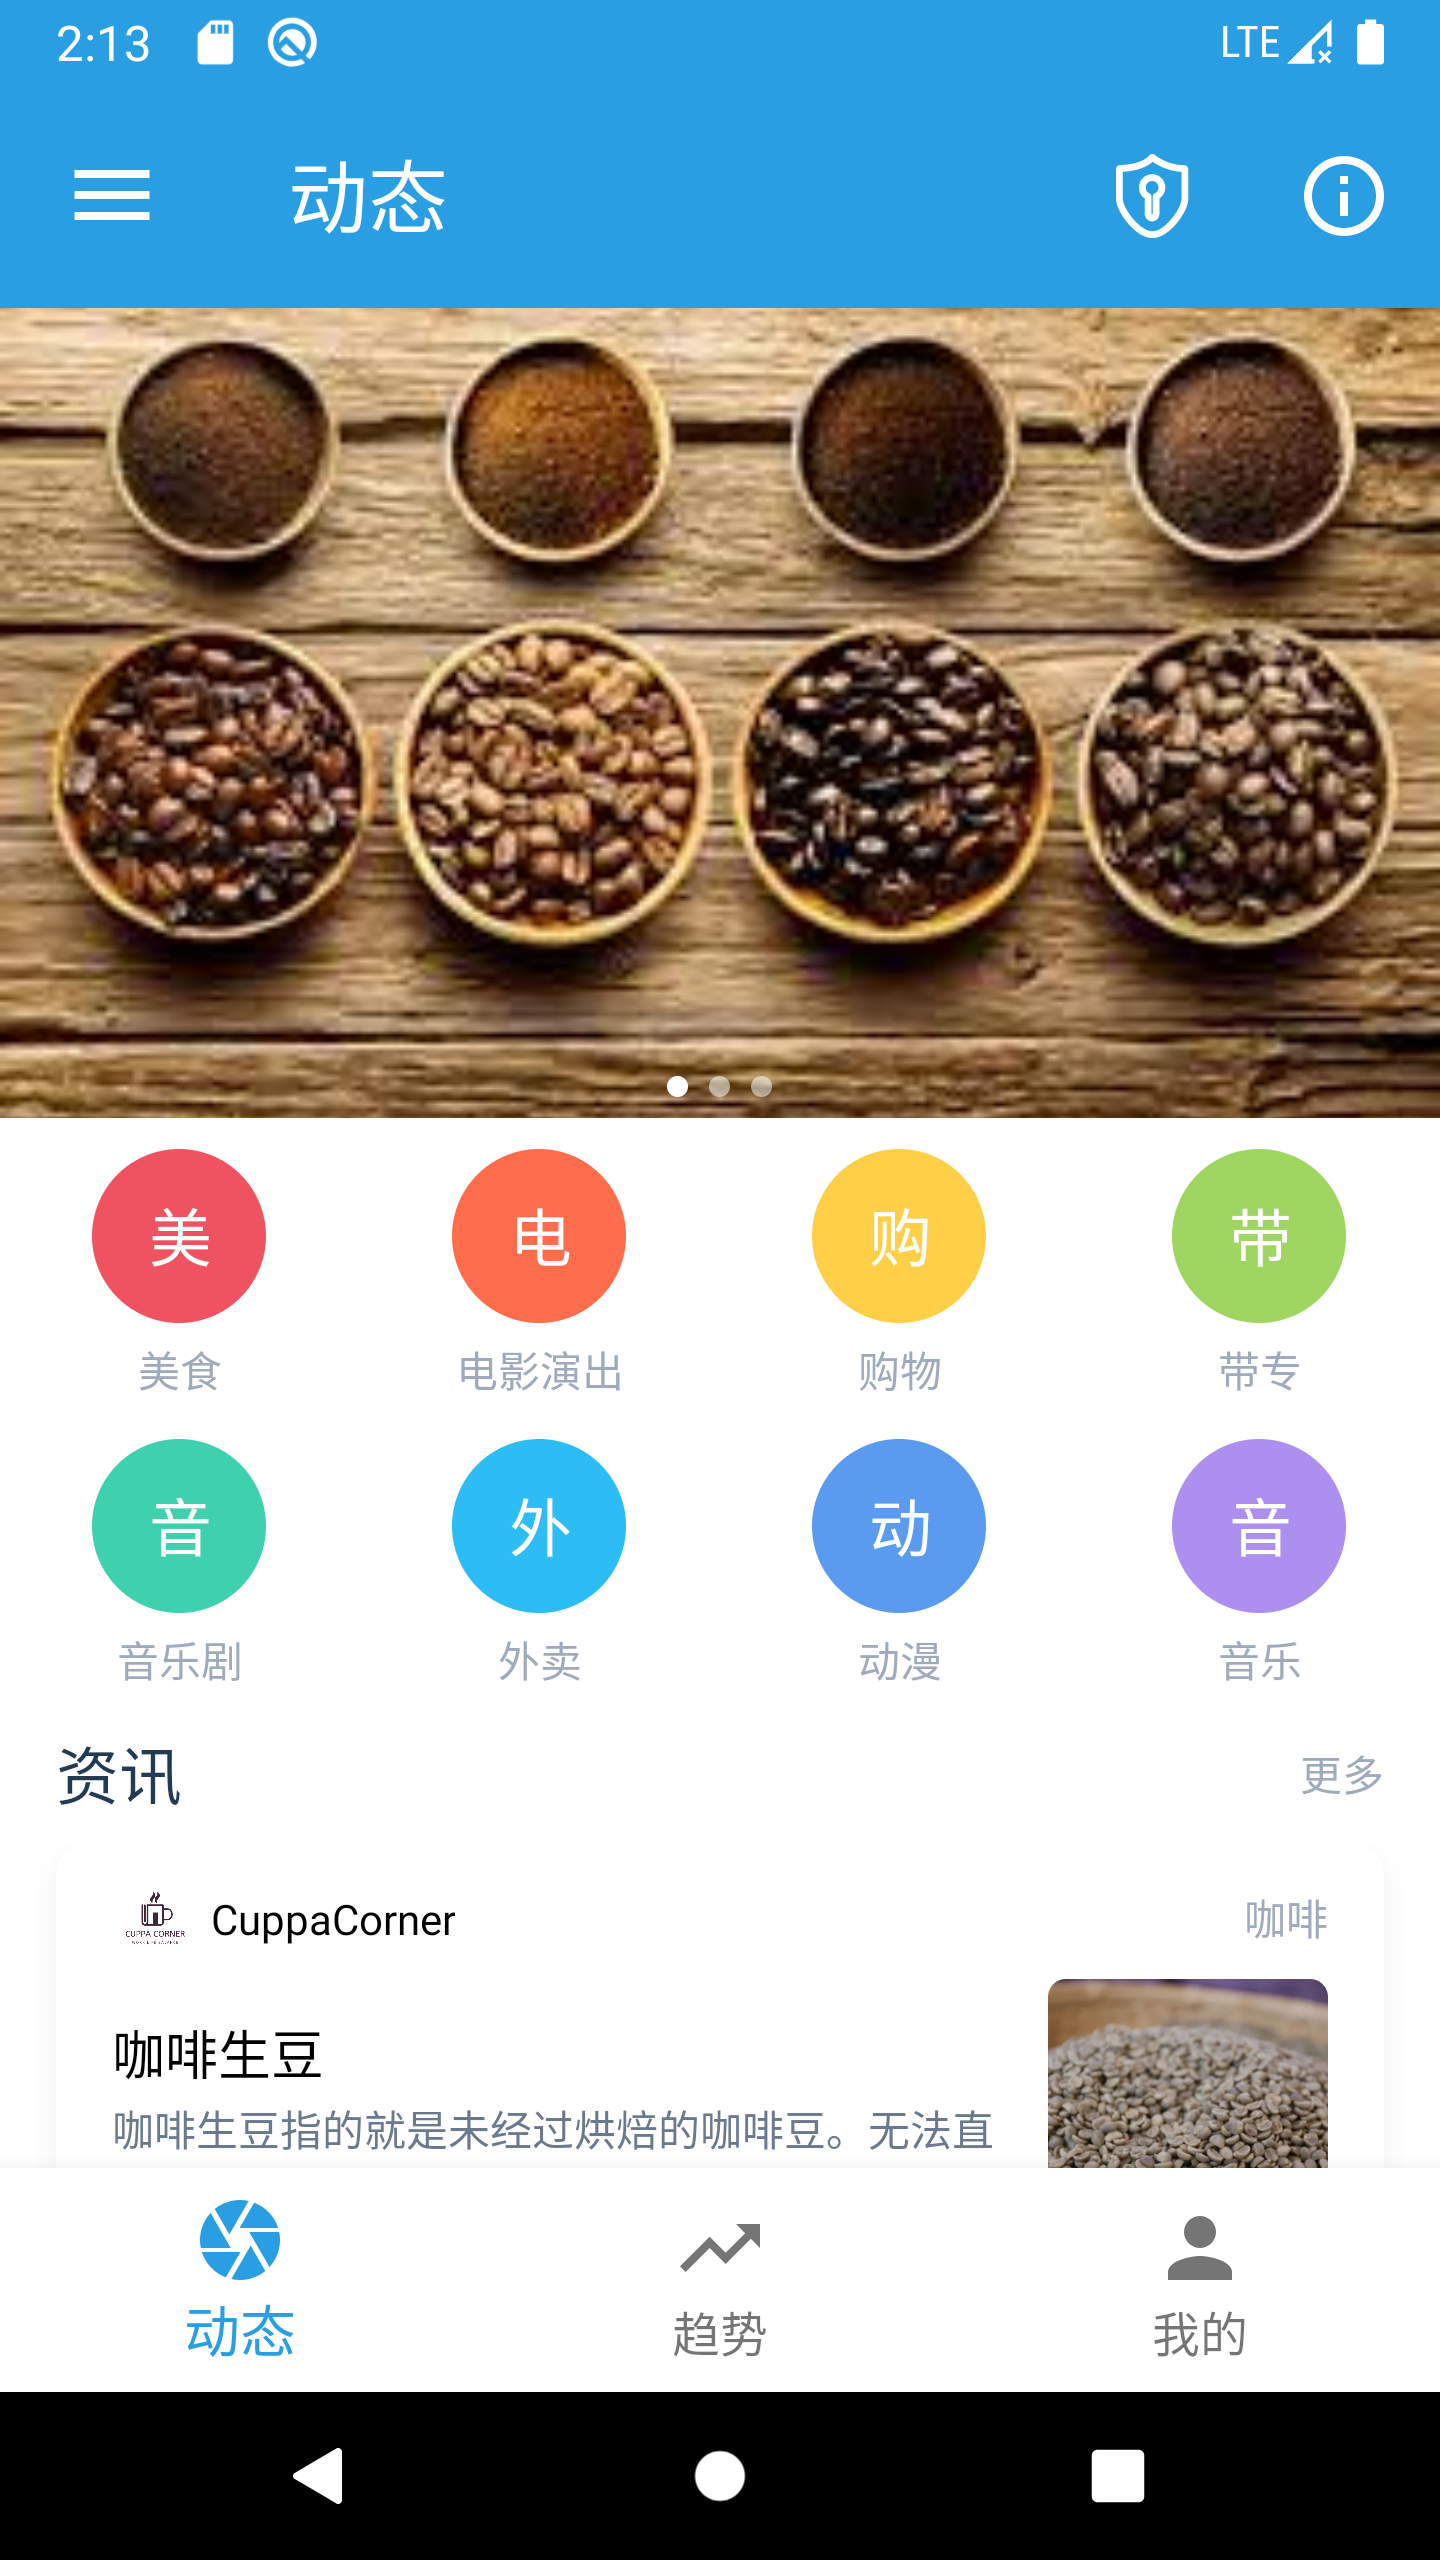 2:13
LTE
动态
美
电
购
带
美食
电影演出
购物
带专
音
外
动
音
音乐剧
外卖
动漫
音乐
资讯
更多
CUPPA CORNER
CuppaCorner
咖啡
咖啡生豆
咖啡生豆指的就是未经过烘焙的咖啡豆。无法直
动态
趋势
我的